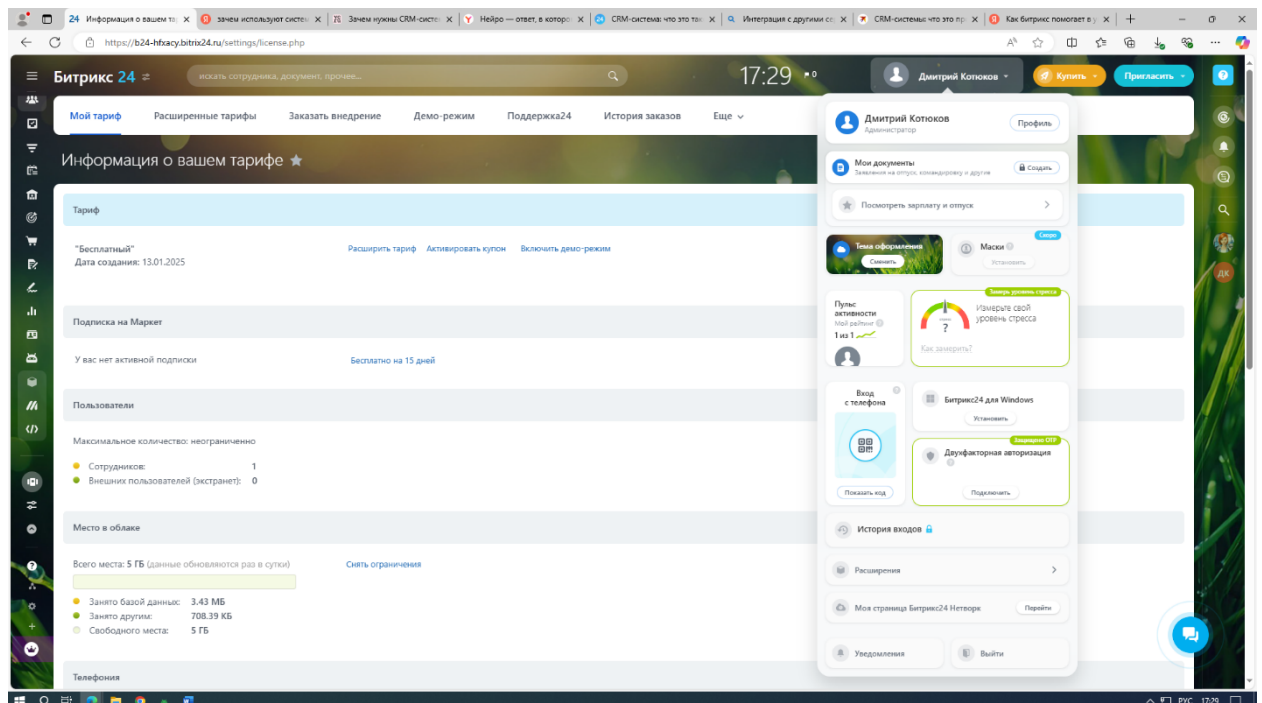 24 Информация о вашем та
зачем используют систем
Зачем нужны CRM-систе
Нейро — ответ, в которо
CRM-система: что это та
Интеграция с другими се
CRM-системы: что это пр
Как битрикс помогает в у
https://b24-hfxacy.bitrix24.ru/settings/license.php
Битрикс 24
искать сотрудника, документ, прочее...
17:29
0
Дмитрий Котюков
Купить
Пригласить
Мой тариф
Расширенные тарифы
Заказать внедрение
Демо-режим
Поддержка24
История заказов
Еще
Информация о вашем тарифе
Тариф
"Бесплатный"
Расширить тариф Активировать купон Включить демо-режим
Дата создания: 13.01.2025
Подписка на Маркет
У вас нет активной подписки
Бесплатно на 15 дней
Пользователи
Максимальное количество: неограниченно
Сотрудников: 1
Внешних пользователей (экстранет): 0
Место в облаке
Всего места: 5 ГБ (данные обновляются раз в сутки)
Снять ограничения
Занято базой данных: 3.43 МБ
Занято другим: 708.39 КБ
Свободного места: 5 ГБ
Телефония
Дмитрий Котюков
Администратор
Профиль
Мои документы
Заявления на отпуск, командировку и другие
Создать
Посмотреть зарплату и отпуск
Тема оформления
Сменить
Скоро
Маски
Установить
Пульс
активности
Мой рейтинг
1 из 1
Замерь уровень стресса
Измерьте свой
уровень стресса
?
Как замерить?
Вход
с телефона
Показать код
Битрикс24 для Windows
Установить
Защищено OTP
Двухфакторная авторизация
Подключить
История входов
Расширения
Моя страница Битрикс24 Нетворк
Перейти
Уведомления
Выйти
ДК
РУС 17:29